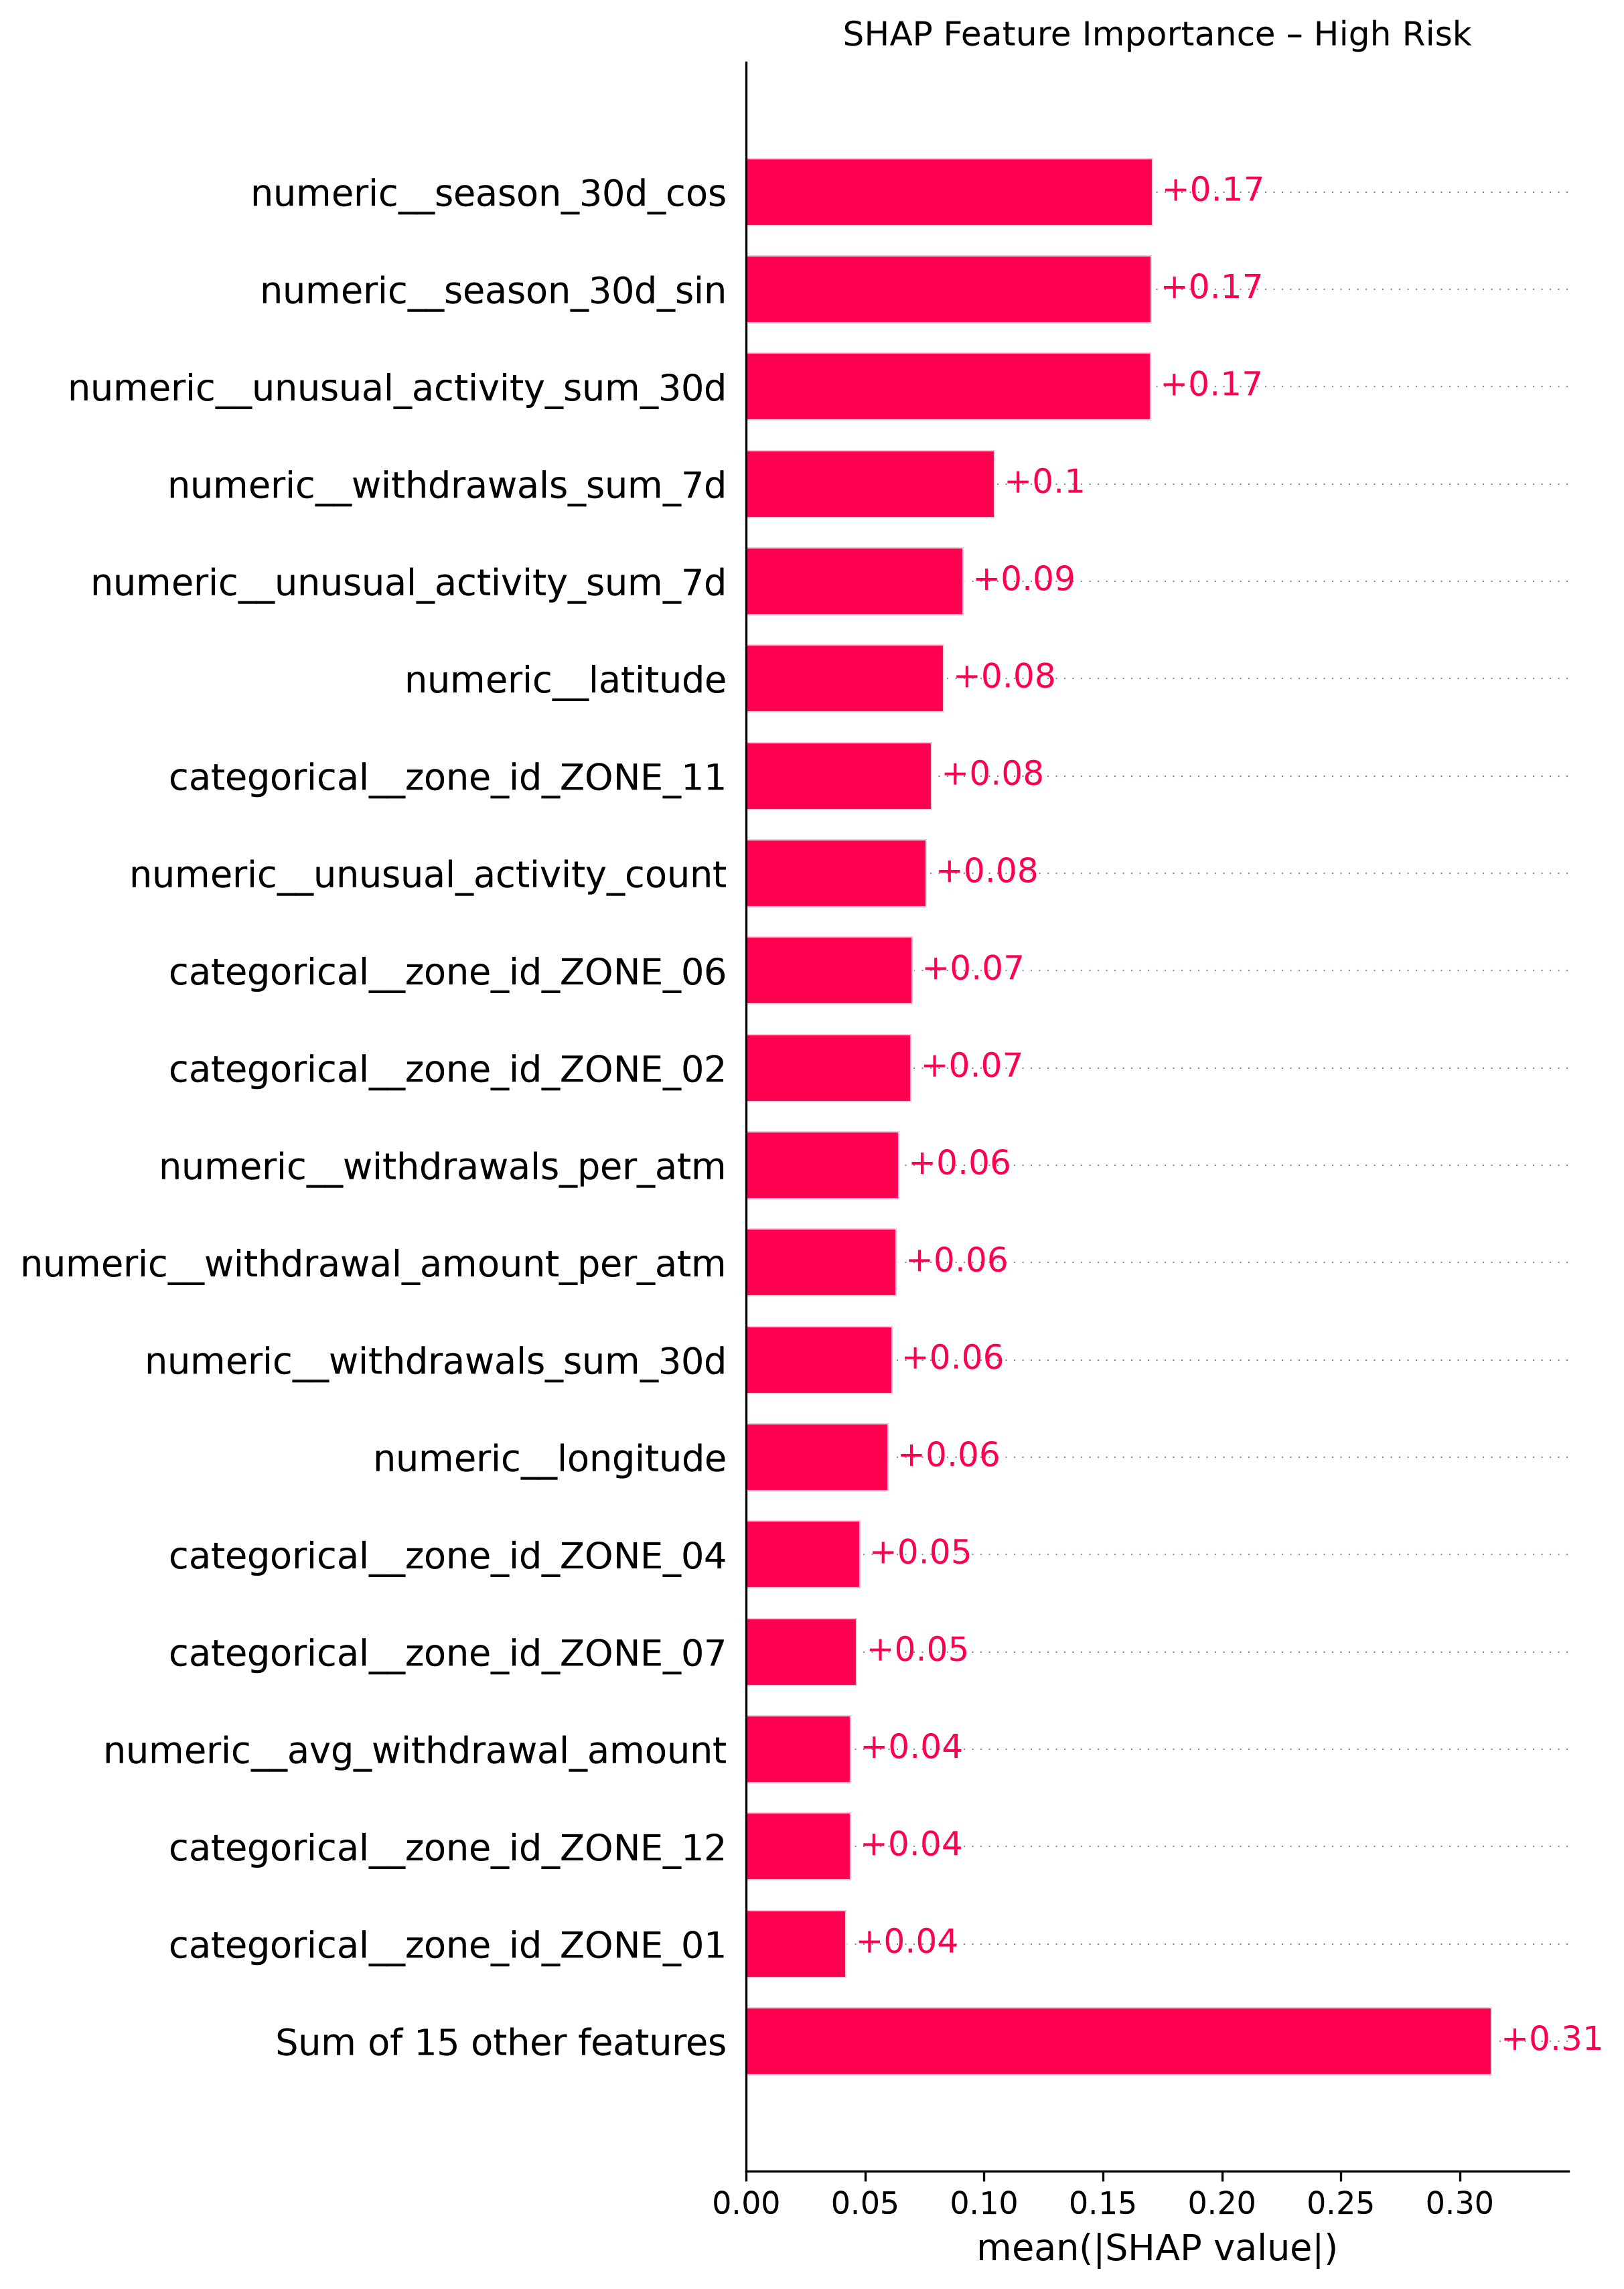 SHAP Feature Importance – High Risk
numeric__season_30d_cos +0.17
numeric__season_30d_sin +0.17
numeric__unusual_activity_sum_30d +0.17
numeric__withdrawals_sum_7d +0.1
numeric__unusual_activity_sum_7d +0.09
numeric__latitude +0.08
categorical__zone_id_ZONE_11 +0.08
numeric__unusual_activity_count +0.08
categorical__zone_id_ZONE_06 +0.07
categorical__zone_id_ZONE_02 +0.07
numeric__withdrawals_per_atm +0.06
numeric__withdrawal_amount_per_atm +0.06
numeric__withdrawals_sum_30d +0.06
numeric__longitude +0.06
categorical__zone_id_ZONE_04 +0.05
categorical__zone_id_ZONE_07 +0.05
numeric__avg_withdrawal_amount +0.04
categorical__zone_id_ZONE_12 +0.04
categorical__zone_id_ZONE_01 +0.04
Sum of 15 other features +0.31
0.00 0.05 0.10 0.15 0.20 0.25 0.30
mean(|SHAP value|)